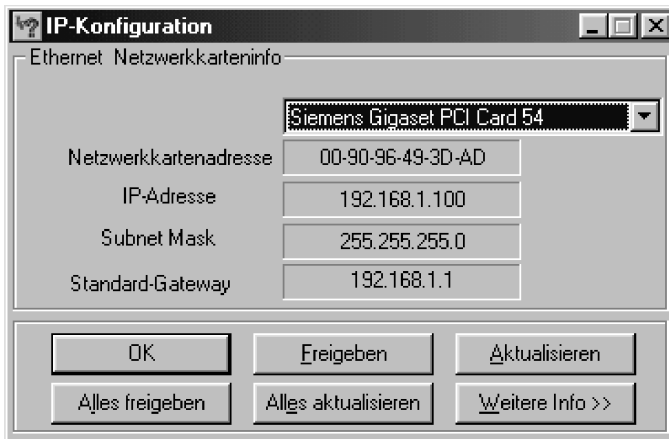 IP-Konfiguration
Ethernet Netzwerkkarteninfo
Siemens Gigaset PCI Card 54
Netzwerkkartenadresse 00-90-96-49-3D-AD
IP-Adresse 192.168.1.100
Subnet Mask 255.255.255.0
Standard-Gateway 192.168.1.1
OK Freigeben Aktualisieren
Alles freigeben Alles aktualisieren Weitere Info >>